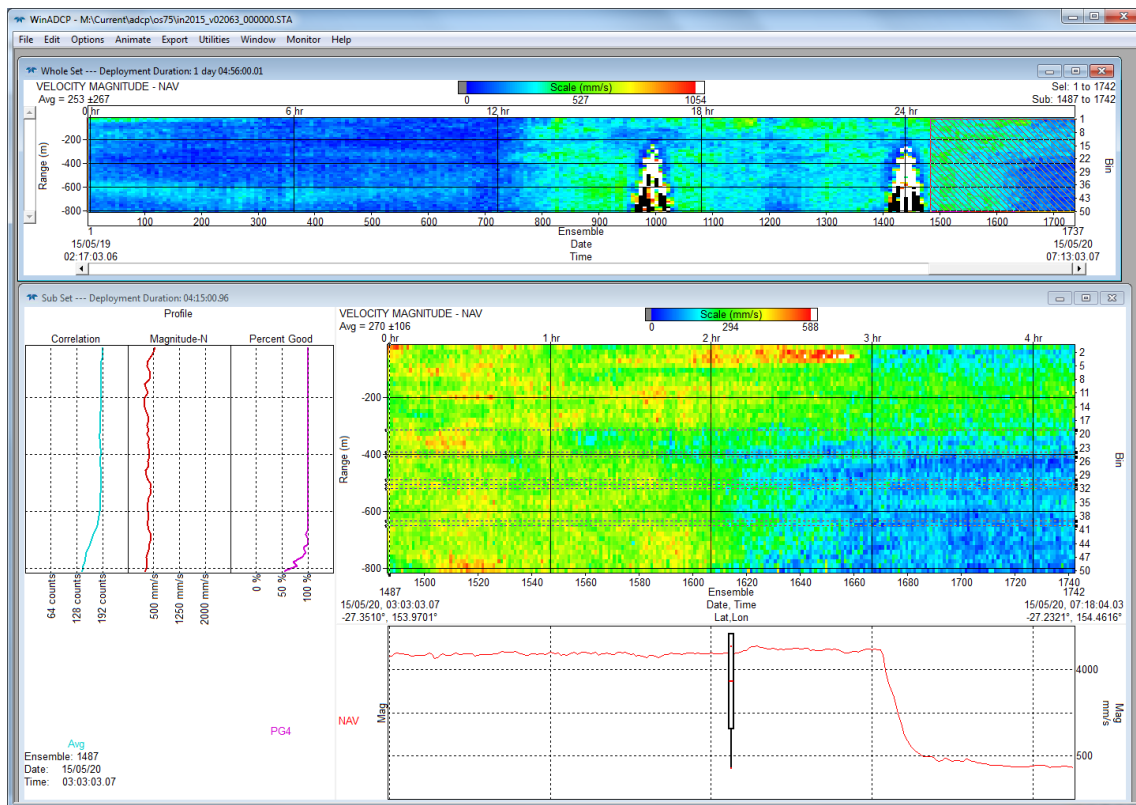 WinADCP - M:\Current\adcp\os75\in2015_v02063_000000.STA
File Edit Options Animate Export Utilities Window Monitor Help
Whole Set --- Deployment Duration: 1 day 04:56:00.01
VELOCITY MAGNITUDE - NAV
Scale (mm/s)
Sel: 1 to 1742
Avg = 253 ±267
0 527 1054
Sub: 1487 to 1742
0 hr 6 hr 12 hr 18 hr 24 hr
Range (m)
-200
-400
-600
-800
1
8
15
22
29
36
43
50
Bin
100 200 300 400 500 600 700 800 900 1000 1100 1200 1300 1400 1500 1600 1700
1 Ensemble 1737
15/05/19 Date 15/05/20
02:17:03.06 Time 07:13:03.07
Sub Set --- Deployment Duration: 04:15:00.96
Profile
Correlation Magnitude-N Percent Good
64 counts
128 counts
192 counts
500 mm/s
1250 mm/s
2000 mm/s
0 %
50 %
100 %
PG4
Avg
Ensemble: 1487
Date: 15/05/20
Time: 03:03:03.07
VELOCITY MAGNITUDE - NAV
Scale (mm/s)
Avg = 270 ±106
0 294 588
0 hr 1 hr 2 hr 3 hr 4 hr
Range (m)
-200
-400
-600
-800
2
5
8
11
14
17
20
23
26
29
32
35
38
41
44
47
50
Bin
1500 1520 1540 1560 1580 1600 1620 1640 1660 1680 1700 1720 1740
1487 Ensemble 1742
15/05/20, 03:03:03.07 Date, Time 15/05/20, 07:18:04.03
-27.3510°, 153.9701° Lat,Lon -27.2321°, 154.4616°
NAV
Mag
4000
500
Mag
mm/s